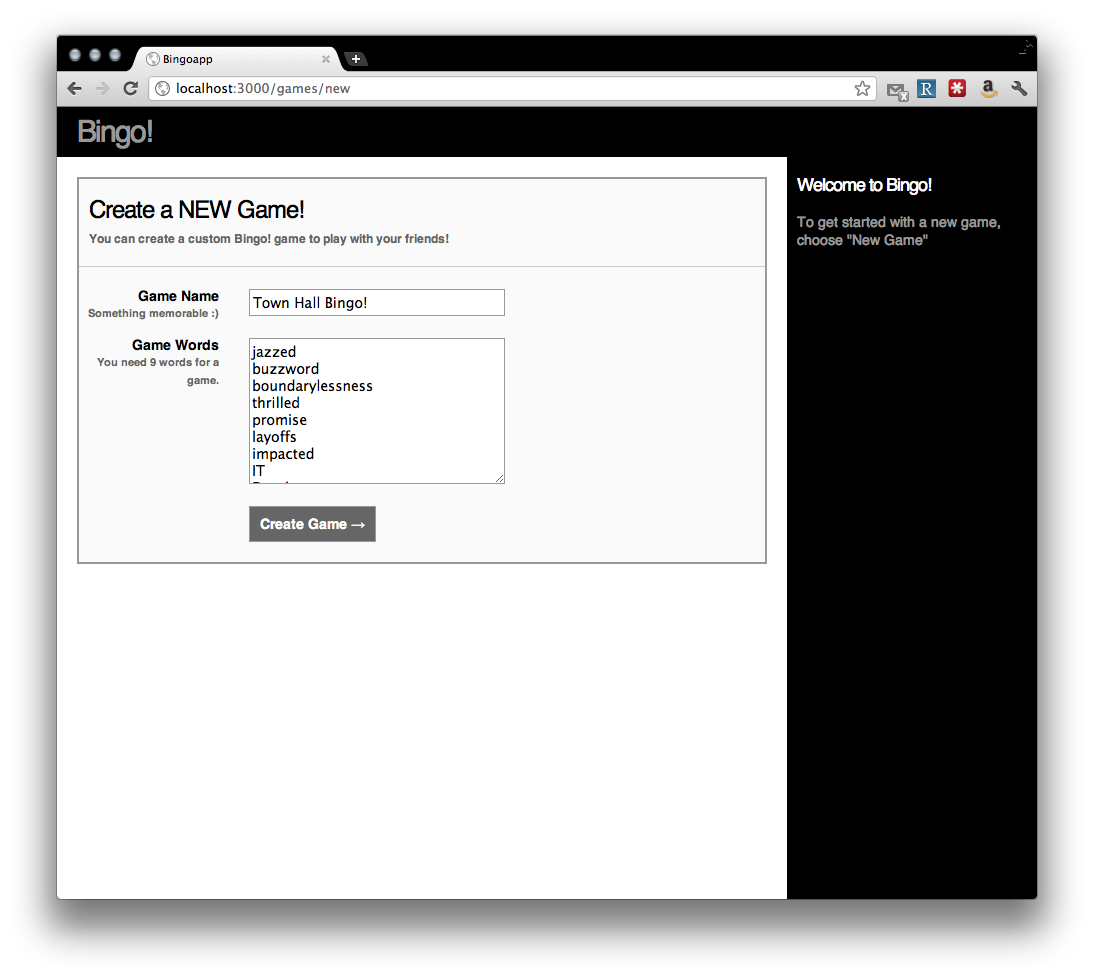 Bingoapp
localhost:3000/games/new
Bingo!
Create a NEW Game!
You can create a custom Bingo! game to play with your friends!
Game Name
Something memorable :)
Town Hall Bingo!
Game Words
You need 9 words for a
game.
jazzed
buzzword
boundarylessness
thrilled
promise
layoffs
impacted
IT
Create Game →
Welcome to Bingo!
To get started with a new game,
choose "New Game"